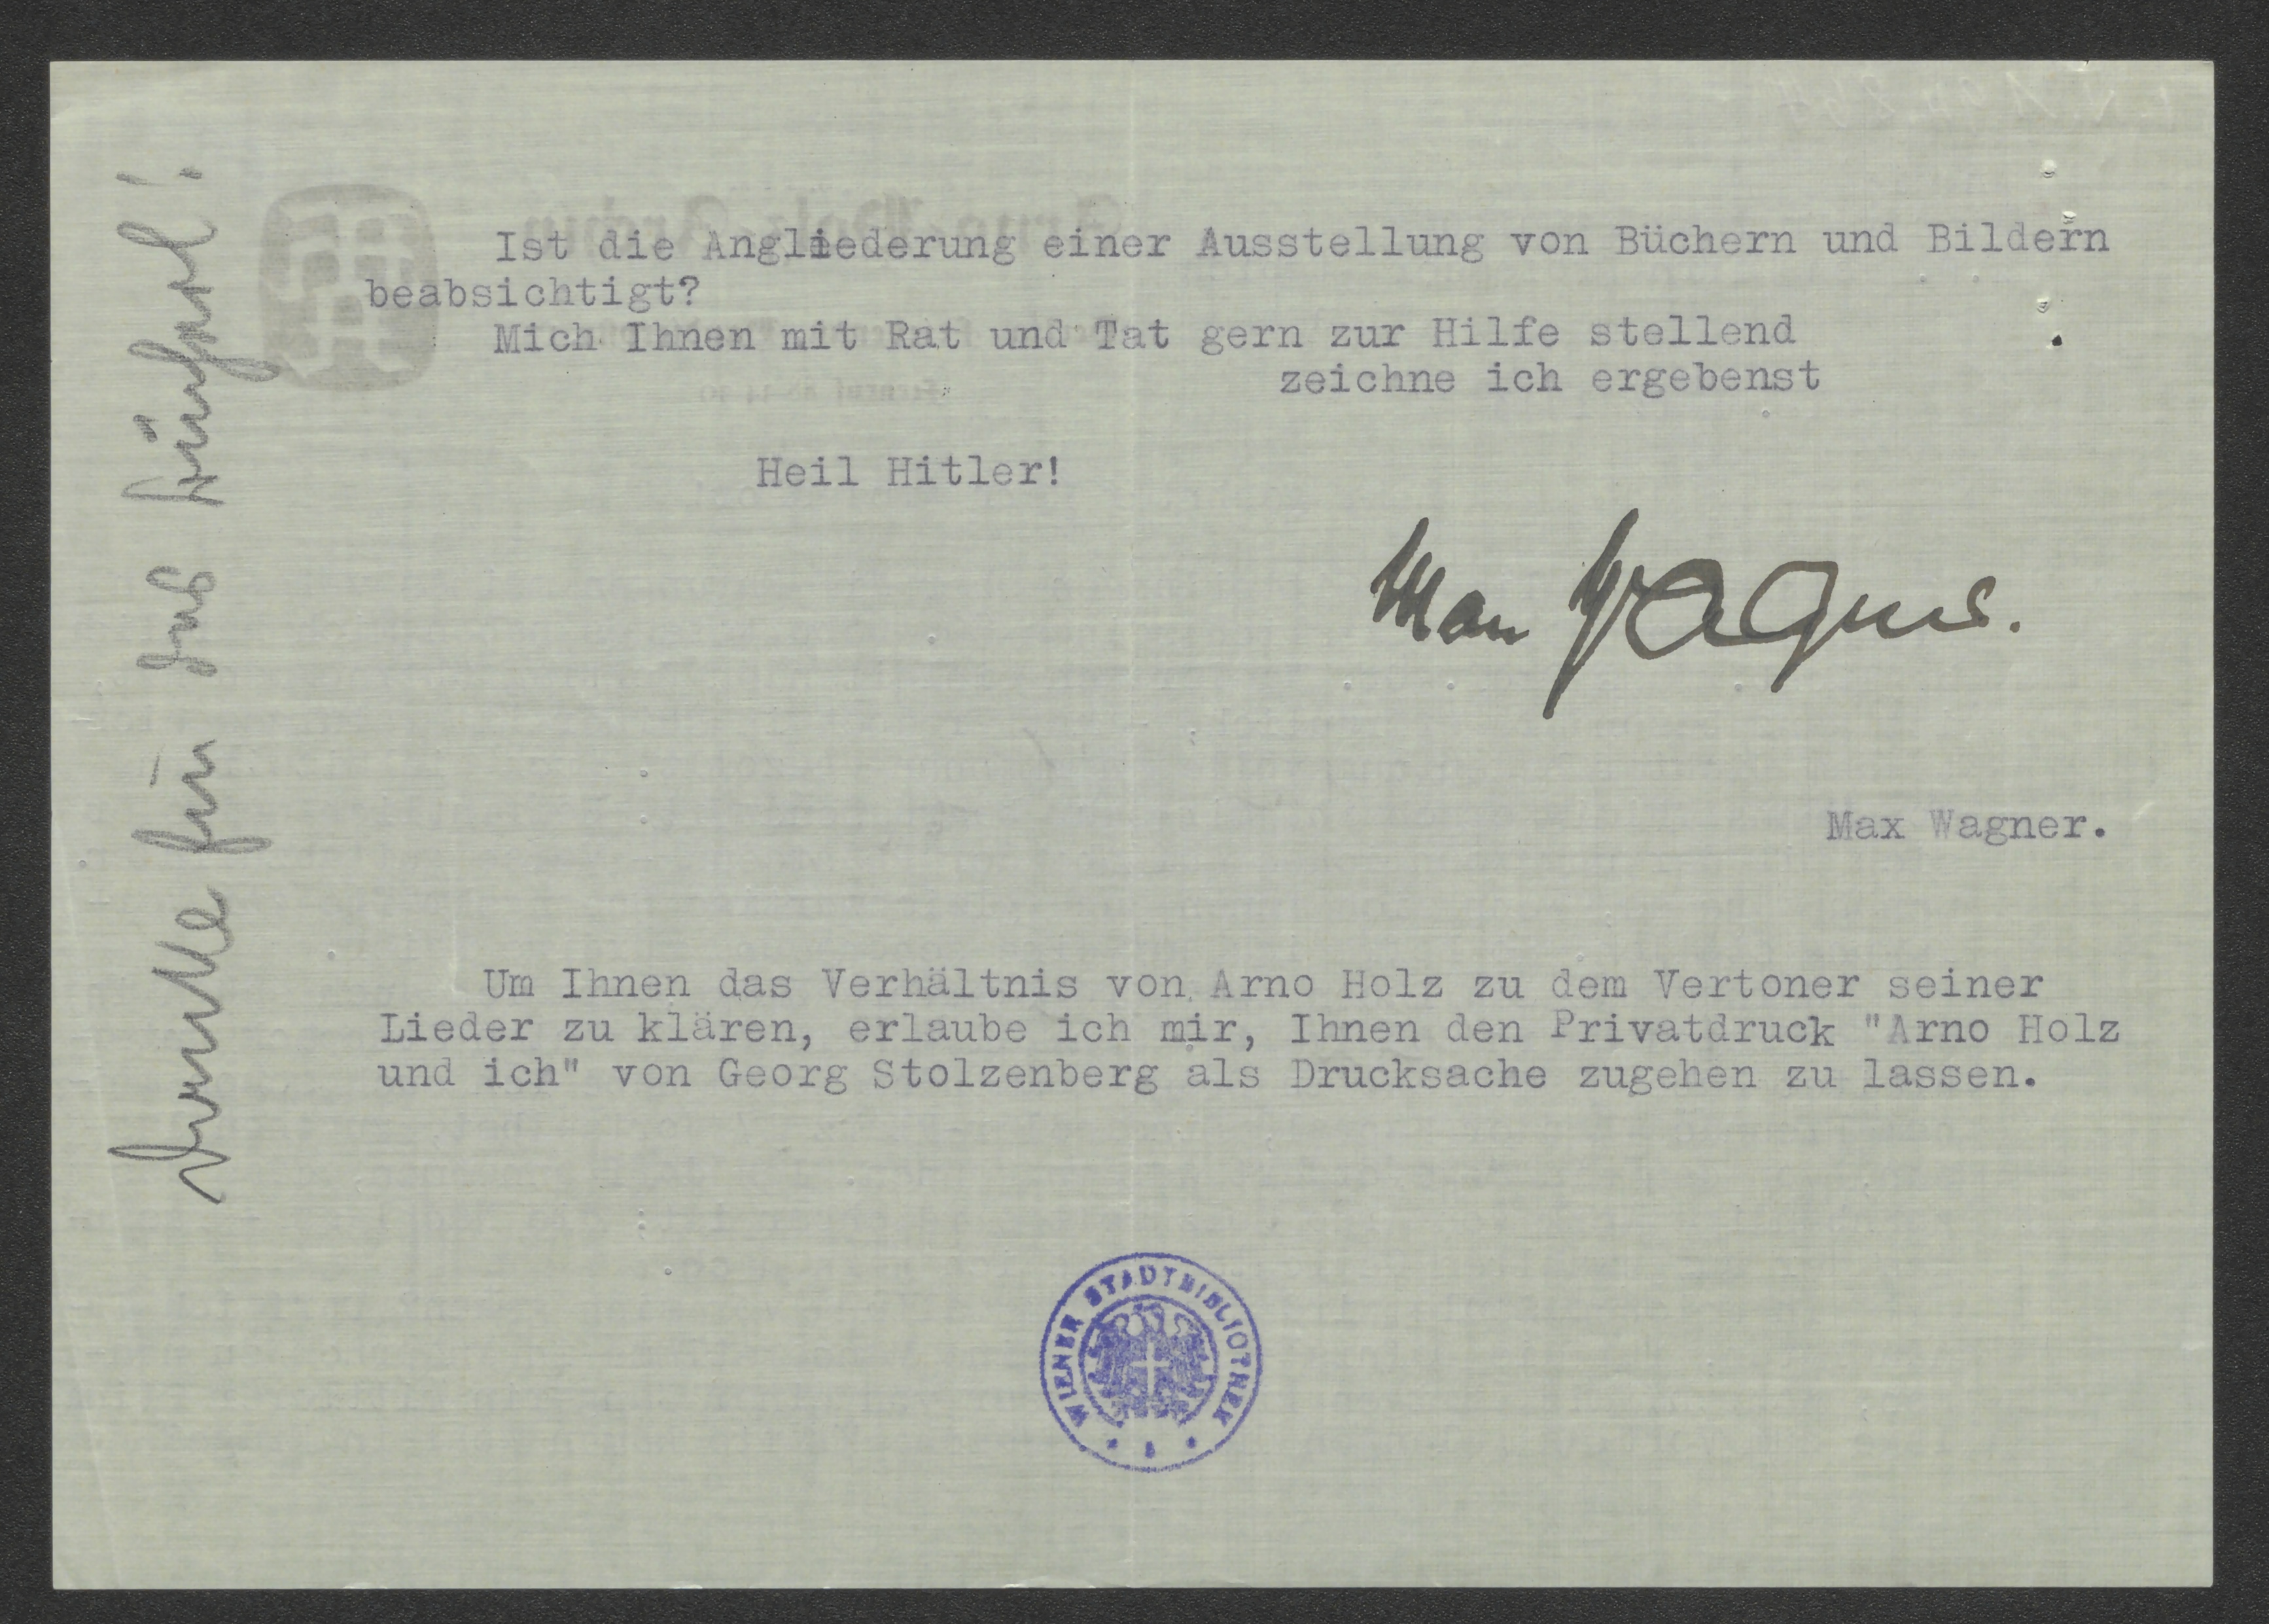 Ist die Angliederung einer Ausstellung von Büchern und Bildern
beabsichtigt?
Mich Ihnen mit Rat und Tat gern zur Hilfe stellend
zeichne ich ergebenst
Heil Hitler!
Max Wagner.
Max Wagner.
Um Ihnen das Verhältnis von Arno Holz zu dem Vertoner seiner
Lieder zu klären, erlaube ich mir, Ihnen den Privatdruck "Arno Holz
und ich" von Georg Stolzenberg als Drucksache zugehen zu lassen.
für das
WIENER STADTBIBLIOTHEK